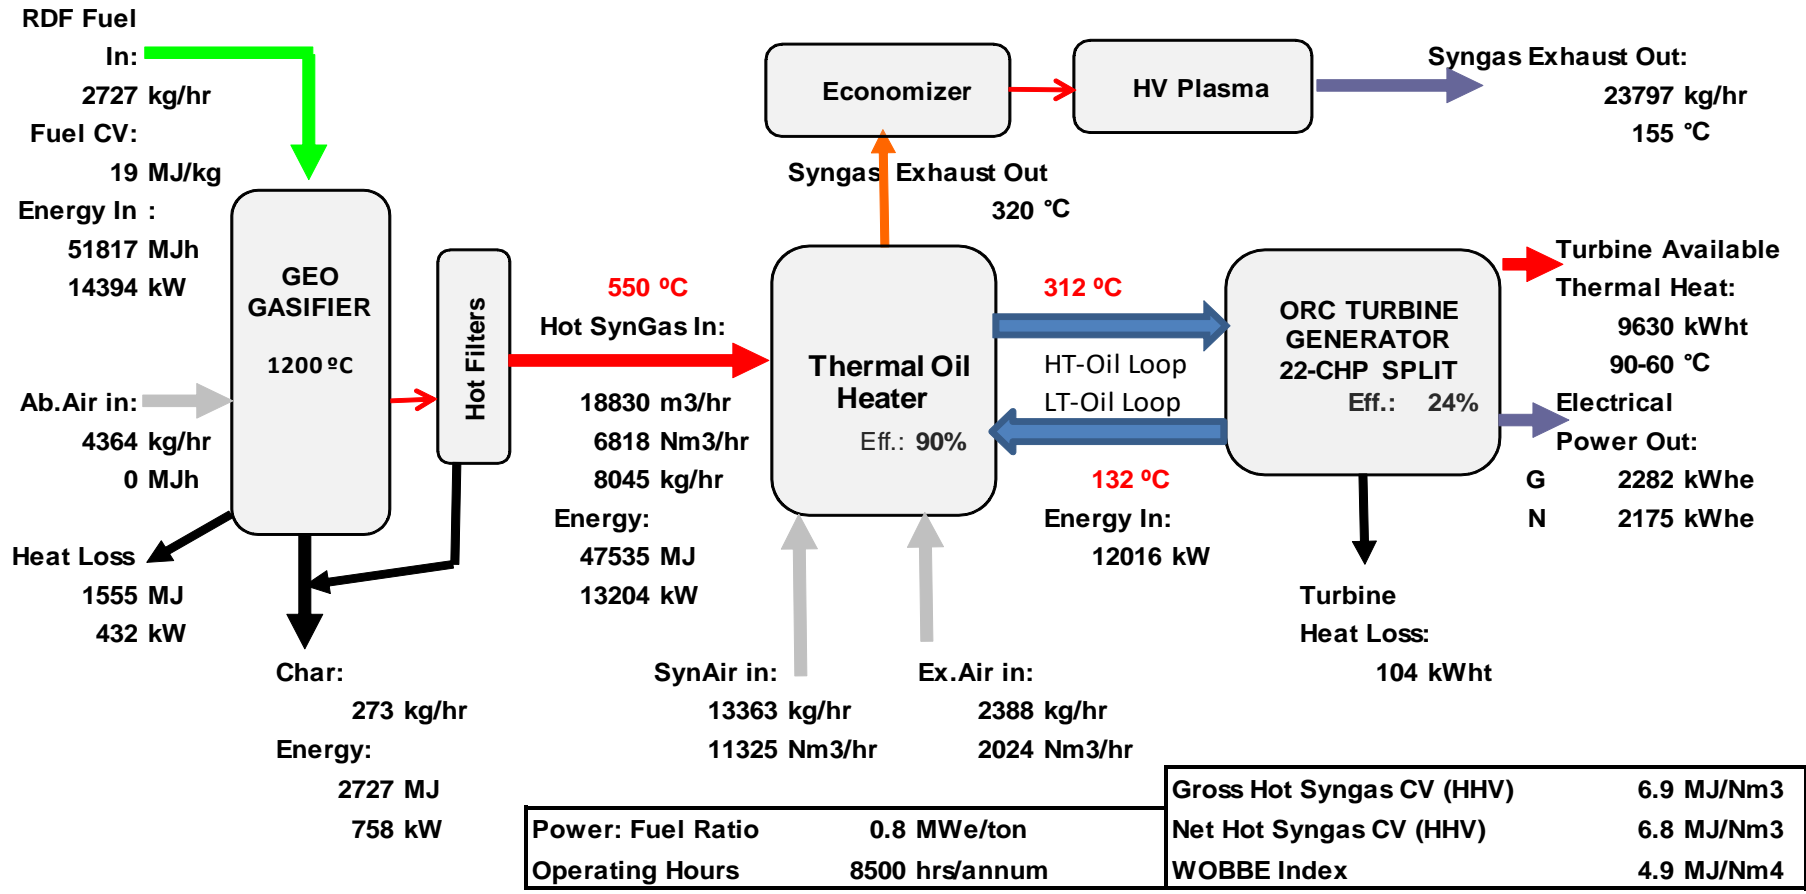 RDF Fuel
In:
2727 kg/hr
Fuel CV:
19 MJ/kg
Energy In :
51817 MJh
14394 kW
Ab.Air in:
4364 kg/hr
0 MJh
Heat Loss
1555 MJ
432 kW
GEO
GASIFIER
1200 ºC
Char:
273 kg/hr
Energy:
2727 MJ
758 kW
Hot Filters
550 ºC
Hot SynGas In:
18830 m3/hr
6818 Nm3/hr
8045 kg/hr
Energy:
47535 MJ
13204 kW
Economizer
HV Plasma
Syngas Exhaust Out:
23797 kg/hr
155 °C
Syngas Exhaust Out
320 °C
Thermal Oil
Heater
Eff.: 90%
SynAir in:
13363 kg/hr
11325 Nm3/hr
Ex.Air in:
2388 kg/hr
2024 Nm3/hr
312 ºC
HT-Oil Loop
LT-Oil Loop
132 ºC
Energy In:
12016 kW
ORC TURBINE
GENERATOR
22-CHP SPLIT
Eff.: 24%
Turbine
Heat Loss:
104 kWht
Turbine Available
Thermal Heat:
9630 kWht
90-60 °C
Electrical
Power Out:
G 2282 kWhe
N 2175 kWhe
Power: Fuel Ratio 0.8 MWe/ton
Operating Hours 8500 hrs/annum
Gross Hot Syngas CV (HHV) 6.9 MJ/Nm3
Net Hot Syngas CV (HHV) 6.8 MJ/Nm3
WOBBE Index 4.9 MJ/Nm4